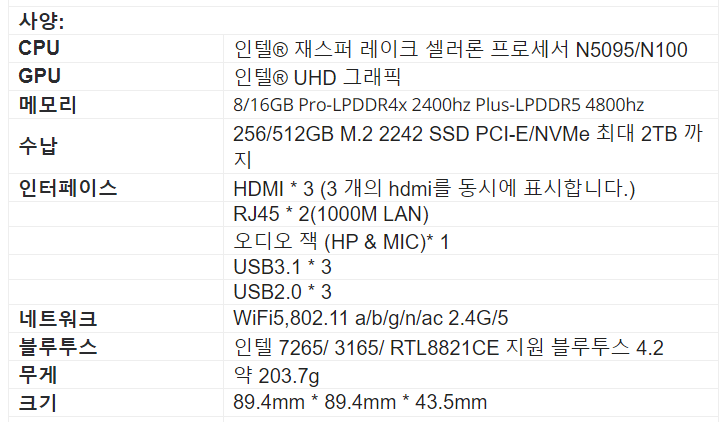 사양:
CPU 인텔® 재스퍼 레이크 셀러론 프로세서 N5095/N100
GPU 인텔® UHD 그래픽
메모리 8/16GB Pro-LPDDR4x 2400hz Plus-LPDDR5 4800hz
수납 256/512GB M.2 2242 SSD PCI-E/NVMe 최대 2TB 까
지
인터페이스 HDMI * 3 (3 개의 hdmi를 동시에 표시합니다.)
RJ45 * 2(1000M LAN)
오디오 잭 (HP & MIC)* 1
USB3.1 * 3
USB2.0 * 3
네트워크 WiFi5,802.11 a/b/g/n/ac 2.4G/5
블루투스 인텔 7265/ 3165/ RTL8821CE 지원 블루투스 4.2
무게 약 203.7g
크기 89.4mm * 89.4mm * 43.5mm